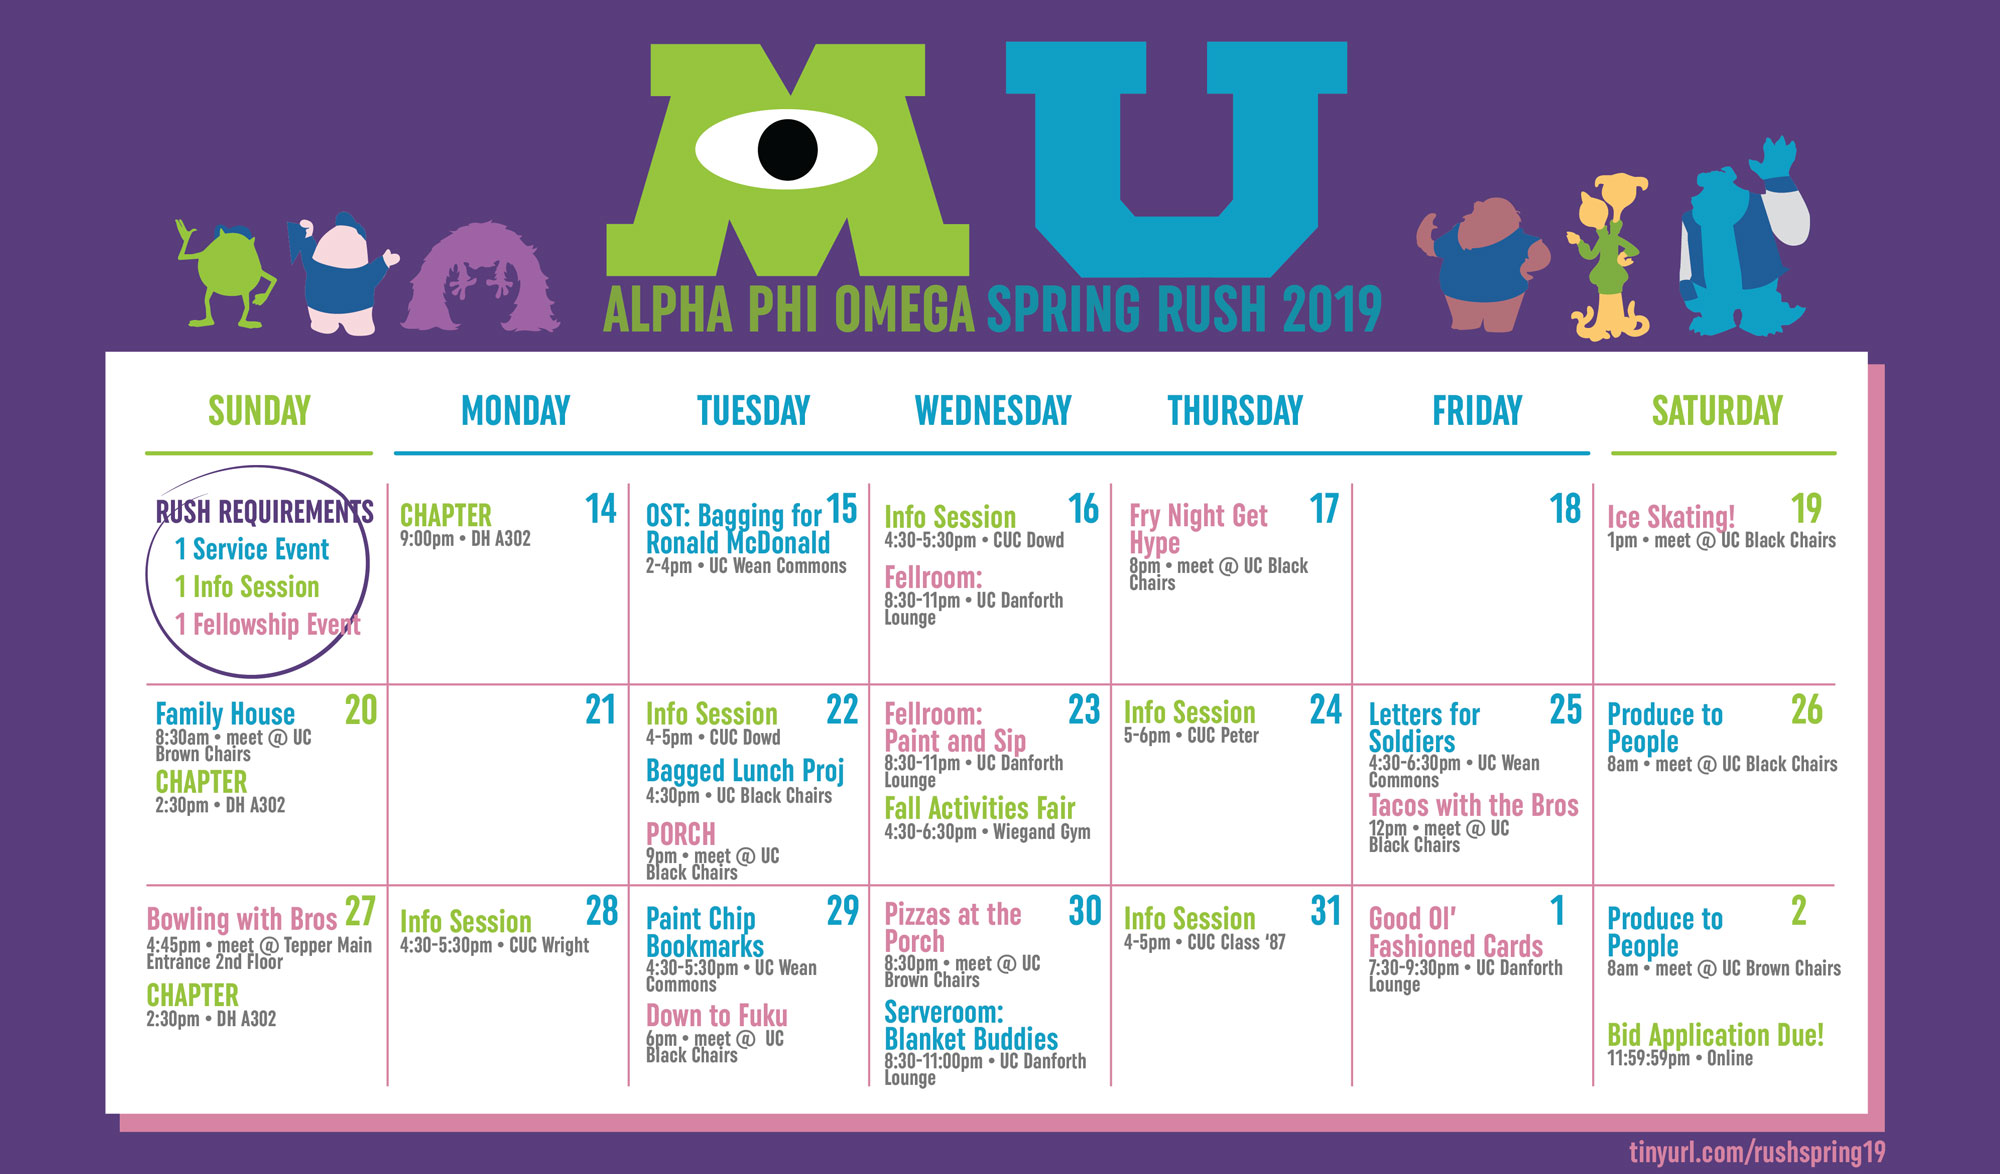 MU
ALPHA PHI OMEGA SPRING RUSH 2019
SUNDAY MONDAY TUESDAY WEDNESDAY THURSDAY FRIDAY SATURDAY
RUSH REQUIREMENTS
1 Service Event
1 Info Session
1 Fellowship Event
14
CHAPTER
9:00pm • DH A302
15
OST: Bagging for
Ronald McDonald
2-4pm • UC Wean Commons
16
Info Session
4:30-5:30pm • CUC Dowd
Fellroom:
8:30-11pm • UC Danforth
Lounge
17
Fry Night Get
Hype
8pm • meet @ UC Black
Chairs
18
19
Ice Skating!
1pm • meet @ UC Black Chairs
20
Family House
8:30am • meet @ UC
Brown Chairs
CHAPTER
2:30pm • DH A302
21
22
Info Session
4-5pm • CUC Dowd
Bagged Lunch Proj
4:30pm • UC Black Chairs
PORCH
9pm • meet @ UC
Black Chairs
23
Fellroom:
Paint and Sip
8:30-11pm • UC Danforth
Lounge
Fall Activities Fair
4:30-6:30pm • Wiegand Gym
24
Info Session
5-6pm • CUC Peter
25
Letters for
Soldiers
4:30-6:30pm • UC Wean
Commons
Tacos with the Bros
12pm • meet @ UC
Black Chairs
26
Produce to
People
8am • meet @ UC Black Chairs
27
Bowling with Bros
4:45pm • meet @ Tepper Main
Entrance 2nd Floor
CHAPTER
2:30pm • DH A302
28
Info Session
4:30-5:30pm • CUC Wright
29
Paint Chip
Bookmarks
4:30-5:30pm • UC Wean
Commons
Down to Fuku
6pm • meet @ UC
Black Chairs
30
Pizzas at the
Porch
8:30pm • meet @ UC
Brown Chairs
Serveroom:
Blanket Buddies
8:30-11:00pm • UC Danforth
Lounge
31
Info Session
4-5pm • CUC Class '87
1
Good Ol'
Fashioned Cards
7:30-9:30pm • UC Danforth
Lounge
2
Produce to
People
8am • meet @ UC Brown Chairs
Bid Application Due!
11:59:59pm • Online
tinyurl.com/rushspring19